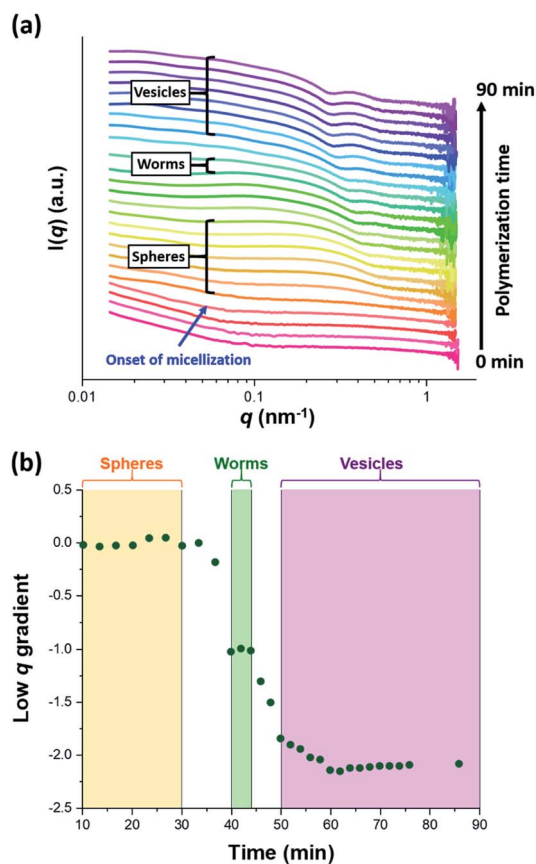 (a)
I(q) (a.u.)
Vesicles
Worms
Spheres
Onset of micellization
90 min
Polymerization time
0 min
0.01
0.1
1
q (nm⁻¹)
(b)
Spheres
Worms
Vesicles
Low q gradient
0.5
0.0
-0.5
-1.0
-1.5
-2.0
-2.5
10 20 30 40 50 60 70 80 90
Time (min)